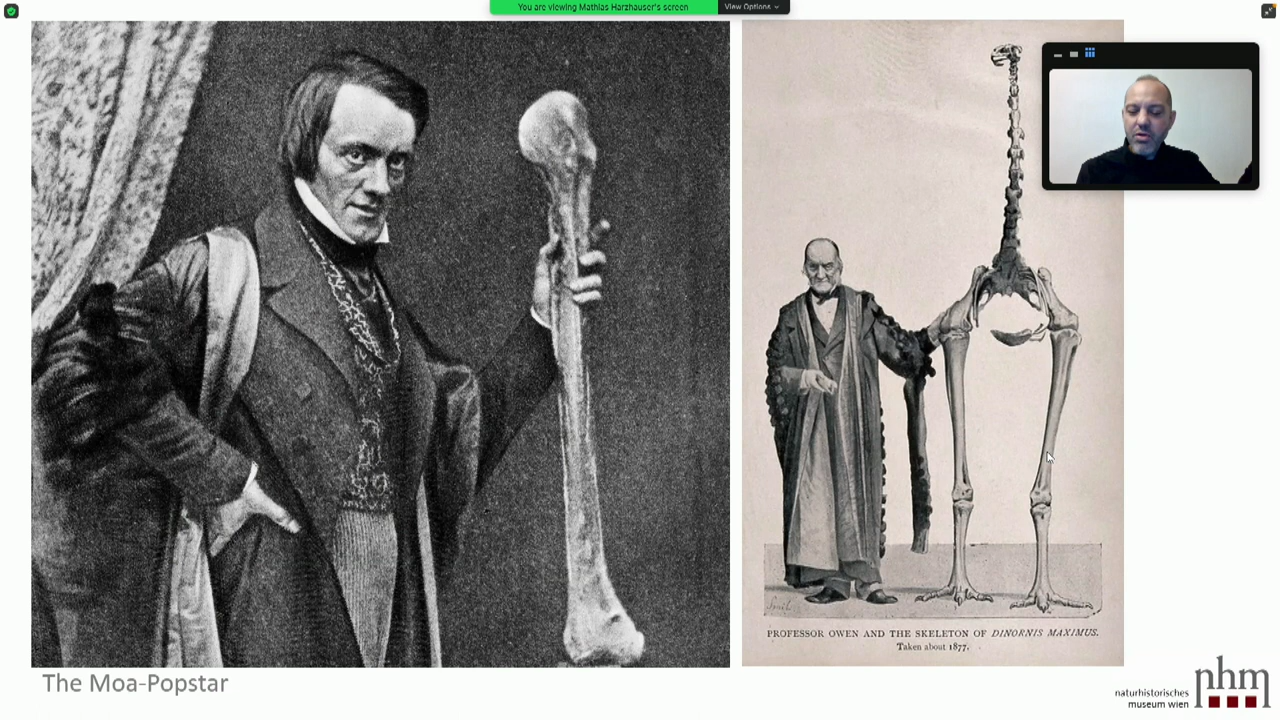 You are viewing Mathias Harzhauser's screen
View Options
PROFESSOR OWEN AND THE SKELETON OF DINORNIS MAXIMUS.
Taken about 1877.
The Moa-Popstar
nhm
naturhistorisches
museum wien